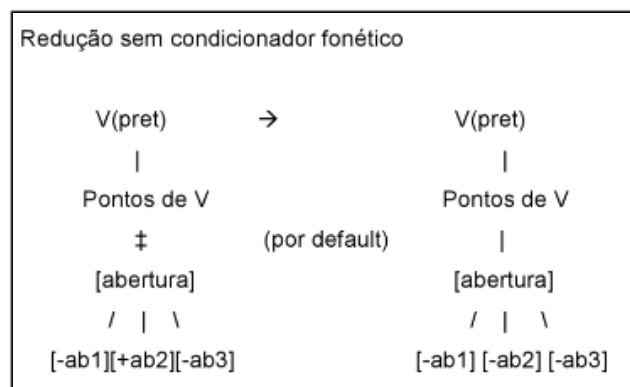 Redução sem condicionador fonético
V(pret) → V(pret)
| |
Pontos de V Pontos de V
‡ (por default) |
[abertura] [abertura]
/ | \ / | \
[-ab1][+ab2][-ab3] [-ab1] [-ab2] [-ab3]